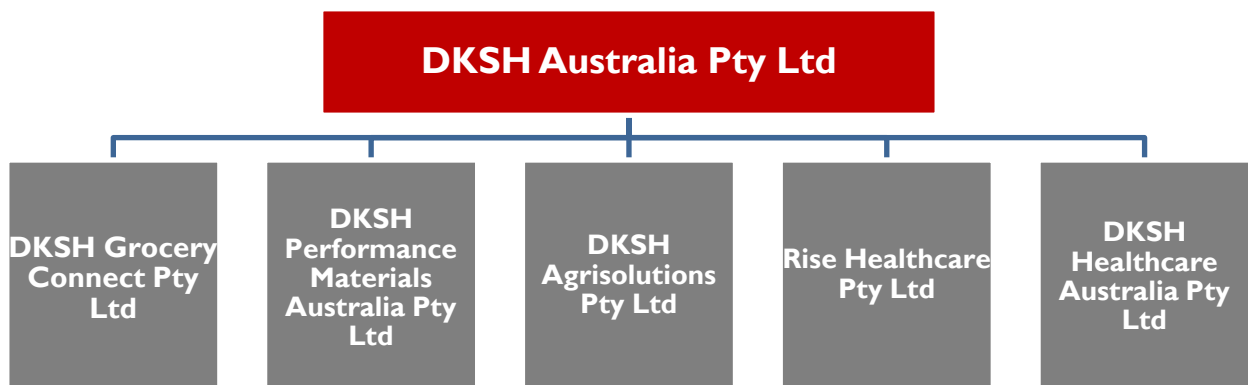 DKSH Australia Pty Ltd
DKSH Grocery
Connect Pty
Ltd
DKSH
Performance
Materials
Australia Pty
Ltd
DKSH
Agrisolutions
Pty Ltd
Rise Healthcare
Pty Ltd
DKSH
Healthcare
Australia Pty
Ltd